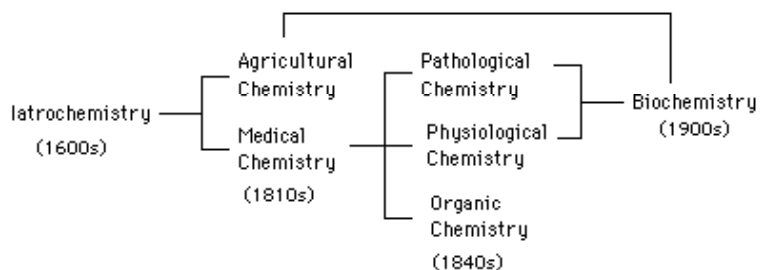 Iatrochemistry
(1600s)
Agricultural
Chemistry
Medical
Chemistry
(1810s)
Pathological
Chemistry
Physiological
Chemistry
Organic
Chemistry
(1840s)
Biochemistry
(1900s)